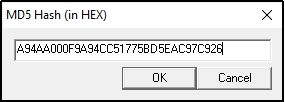 MD5 Hash (in HEX)
A94AA000F9A94CC51775BD5EAC97C926
OK
Cancel